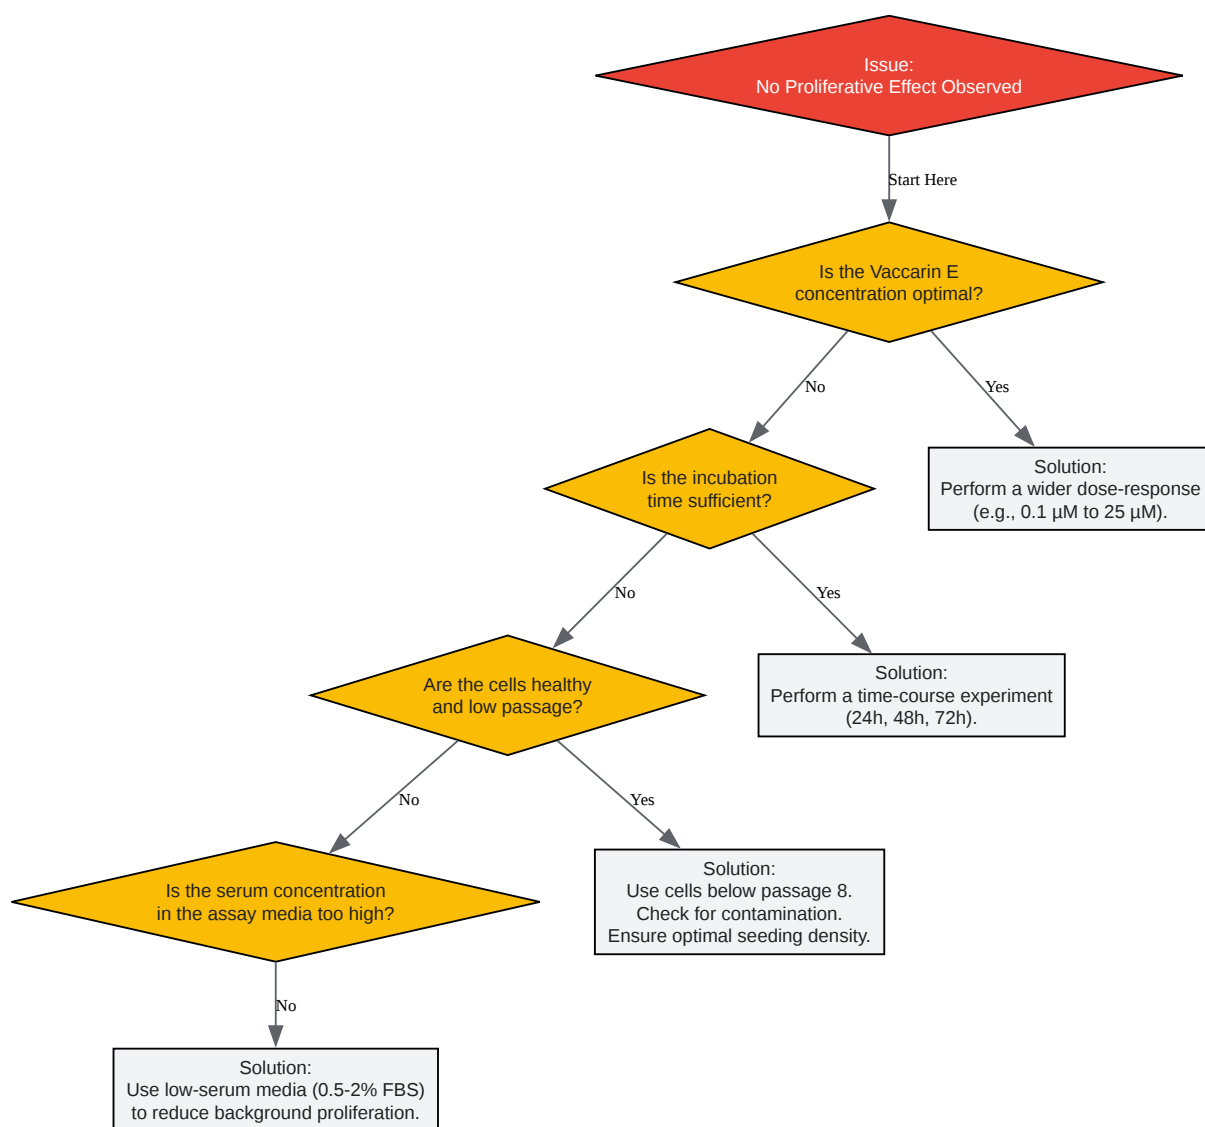 Issue:
No Proliferative Effect Observed
Start Here
Is the Vaccarin E
concentration optimal?
No
Yes
Is the incubation
time sufficient?
Solution:
Perform a wider dose-response
(e.g., 0.1 µM to 25 µM).
No
Yes
Are the cells healthy
and low passage?
Solution:
Perform a time-course experiment
(24h, 48h, 72h).
No
Yes
Is the serum concentration
in the assay media too high?
Solution:
Use cells below passage 8.
Check for contamination.
Ensure optimal seeding density.
No
Solution:
Use low-serum media (0.5-2% FBS)
to reduce background proliferation.